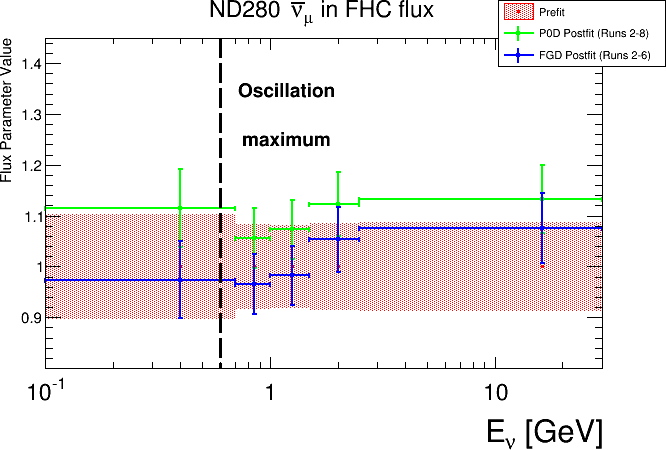 ND280 ν̅μ in FHC flux
Prefit
P0D Postfit (Runs 2-8)
FGD Postfit (Runs 2-6)
Flux Parameter Value
1.4
1.3
1.2
1.1
1
0.9
Oscillation
maximum
10⁻¹ 1 10
Eν [GeV]